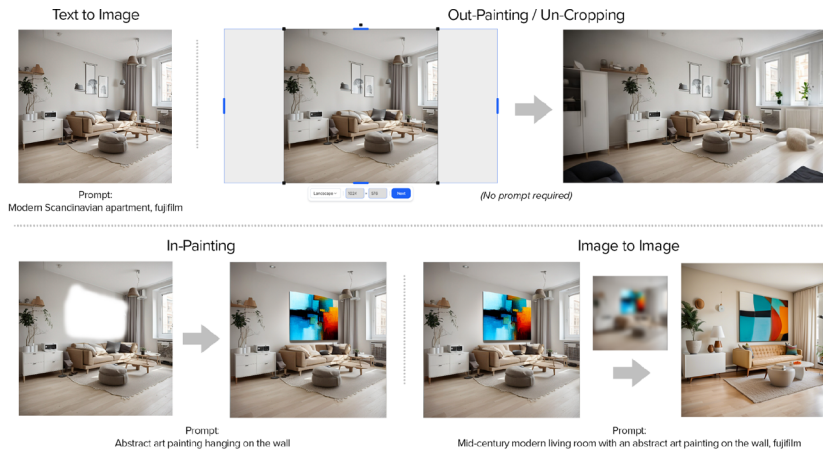 Text to Image
Out-Painting / Un-Cropping
Landscape
Next
Prompt:
Modern Scandinavian apartment, fujifilm
(No prompt required)
In-Painting
Image to Image
Prompt:
Abstract art painting hanging on the wall
Prompt:
Mid-century modern living room with an abstract art painting on the wall, fujifilm